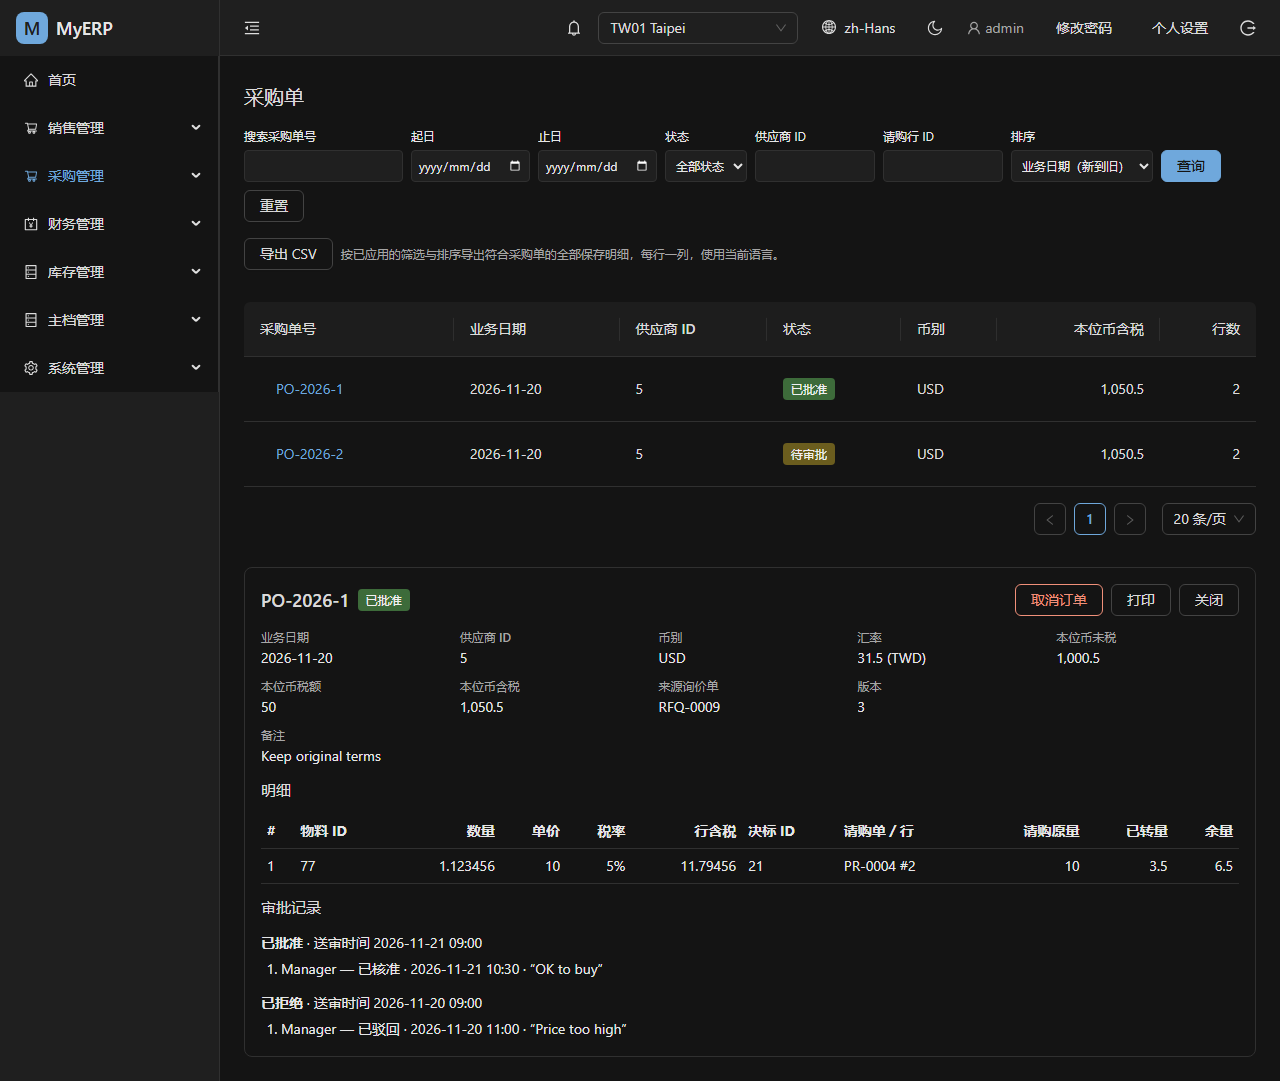 M MyERP
TW01 Taipei
zh-Hans
admin
修改密码
个人设置
首页
销售管理
采购管理
财务管理
库存管理
主档管理
系统管理
采购单
搜索采购单号 起日 止日 状态 供应商 ID 请购行 ID 排序
yyyy/mm/dd yyyy/mm/dd 全部状态 业务日期（新到旧） 查询
重置
导出 CSV 按已应用的筛选与排序导出符合采购单的全部保存明细，每行一列，使用当前语言。
采购单号 业务日期 供应商 ID 状态 币别 本位币含税 行数
PO-2026-1 2026-11-20 5 已批准 USD 1,050.5 2
PO-2026-2 2026-11-20 5 待审批 USD 1,050.5 2
< 1 > 20 条/页
PO-2026-1 已批准 取消订单 打印 关闭
业务日期 供应商 ID 币别 汇率 本位币未税
2026-11-20 5 USD 31.5 (TWD) 1,000.5
本位币税额 本位币含税 来源询价单 版本
50 1,050.5 RFQ-0009 3
备注
Keep original terms
明细
# 物料 ID 数量 单价 税率 行含税 决标 ID 请购单 / 行 请购原量 已转量 余量
1 77 1.123456 10 5% 11.79456 21 PR-0004 #2 10 3.5 6.5
审批记录
已批准 · 送审时间 2026-11-21 09:00
1. Manager — 已核准 · 2026-11-21 10:30 · “OK to buy”
已拒绝 · 送审时间 2026-11-20 09:00
1. Manager — 已驳回 · 2026-11-20 11:00 · “Price too high”